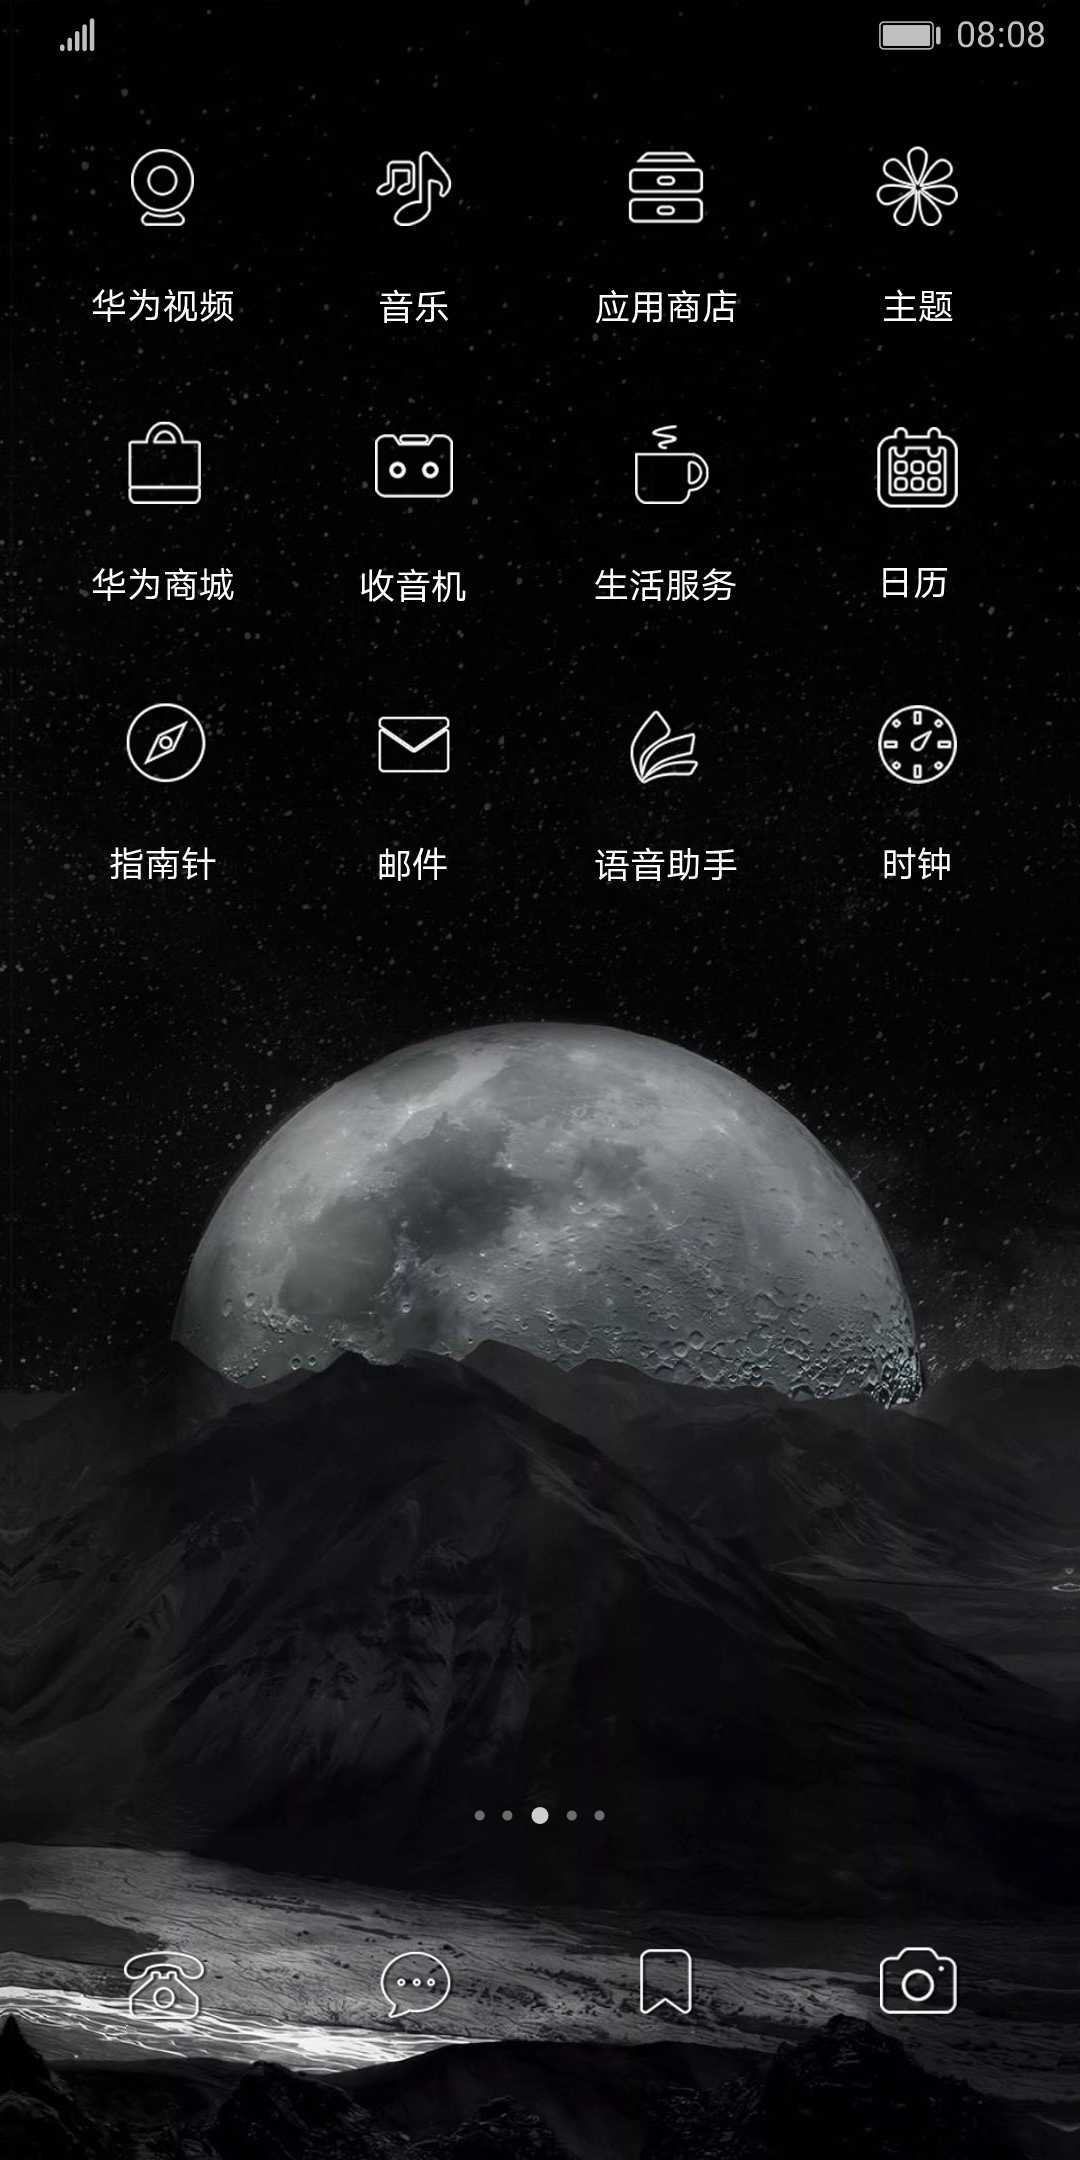 08:08
华为视频 音乐 应用商店 主题
华为商城 收音机 生活服务 日历
指南针 邮件 语音助手 时钟